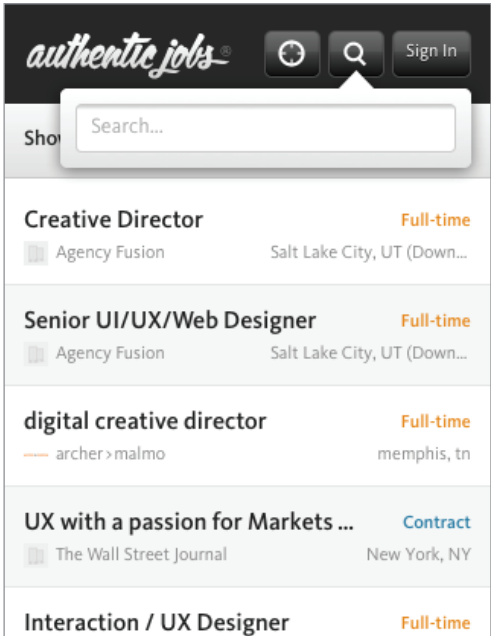 authentic jobs®
Sign In
Search...
Sho
Creative Director Full-time
Agency Fusion Salt Lake City, UT (Down...
Senior UI/UX/Web Designer Full-time
Agency Fusion Salt Lake City, UT (Down...
digital creative director Full-time
archer›malmo memphis, tn
UX with a passion for Markets ... Contract
The Wall Street Journal New York, NY
Interaction / UX Designer Full-time